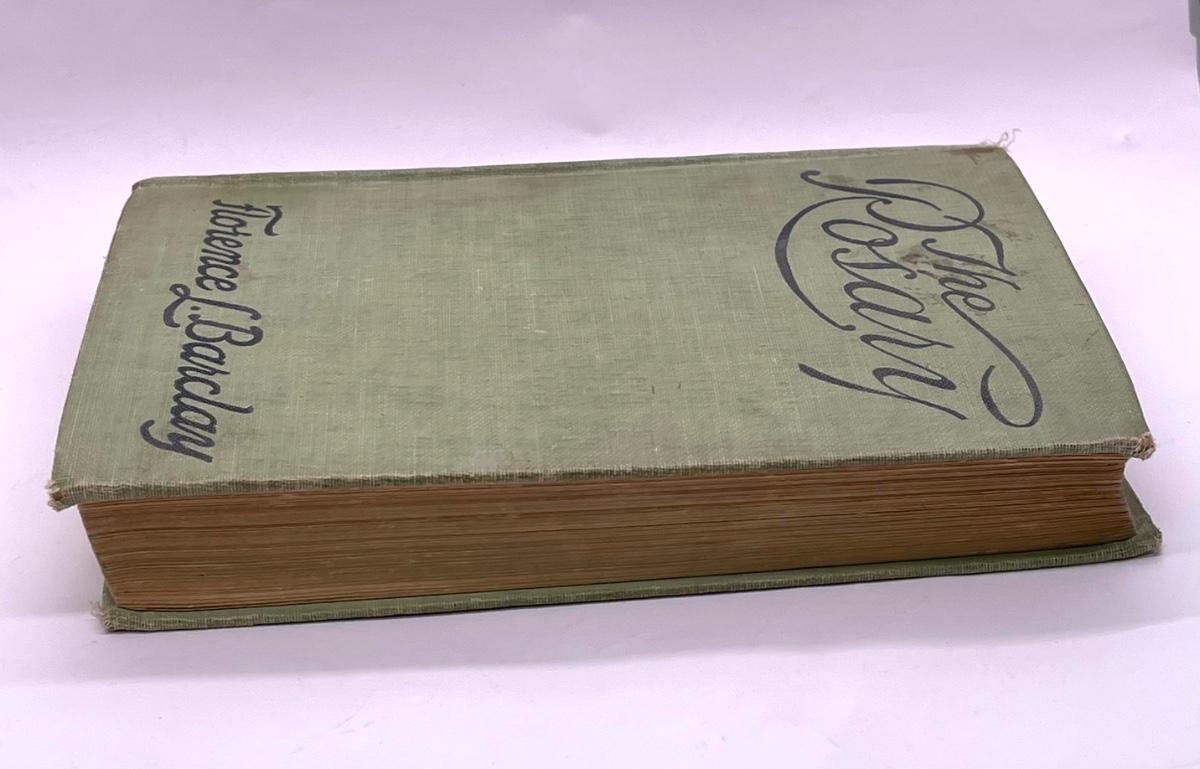 The
Rosary
Florence L. Barclay